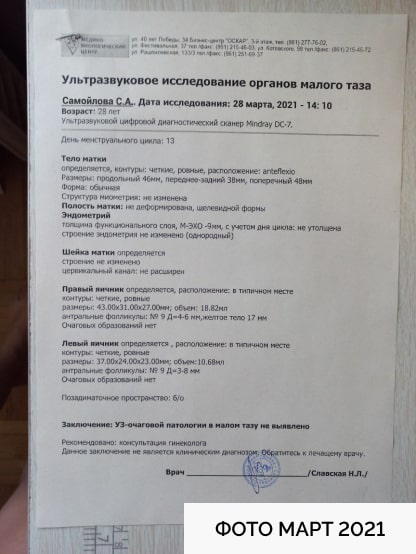 МЕДИКО-
БИОЛОГИЧЕСКИЙ
ЦЕНТР
ул. 40 лет Победы, 34 Бизнес-центр "ОСКАР", 3-й этаж, тел: (861) 277-76-02
ул. Фестивальная, 57 тел./факс: (861) 215-46-03, ул. Котовского, 98 тел./факс: (861) 215-45-72
ул. Рашпилевская, 133/3 тел./факс: (861) 251-69-37
Ультразвуковое исследование органов малого таза
Самойлова С.А.. Дата исследования: 28 марта, 2021 - 14: 10
Возраст: 28 лет
Ультразвуковой цифровой диагностический сканер Mindray DC-7.
День менструального цикла: 13
Тело матки
определяется, контуры: четкие, ровные, расположение: anteflexio
Размеры: продольный 46мм, переднее-задний 38мм, поперечный 48мм
Форма: обычная
Структура миометрия: не изменена
Полость матки: не деформирована, щелевидной формы
Эндометрий
толщина функционального слоя, М-ЭХО -9мм, с учетом дня цикла: не утолщена
строение эндометрия не изменено (однородный)
Шейка матки определяется
строение не изменено
цервикальный канал: не расширен
Правый яичник определяется, расположение: в типичном месте
контуры: четкие, ровные
размеры: 43.00х31.00х27.00мм; объем: 18.82мл
антральные фолликулы: № 9 Д=4-6 мм,желтое тело 17 мм
Очаговых образований нет
Левый яичник определяется , расположение: в типичном месте
контуры: четкие, ровные
размеры: 37.00х24.00х23.00мм; объем:10.68мл
антральные фолликулы: № 9 Д=3-8 мм
Очаговых образований нет
Позадиматочное пространство: б/о
Заключение: УЗ-очаговой патологии в малом тазу не выявлено
Рекомендовано: консультация гинеколога
Данное заключение не является клиническим диагнозом. Обратитесь к лечащему врачу.
Врач /Славская Н.Л./
ФОТО МАРТ 2021